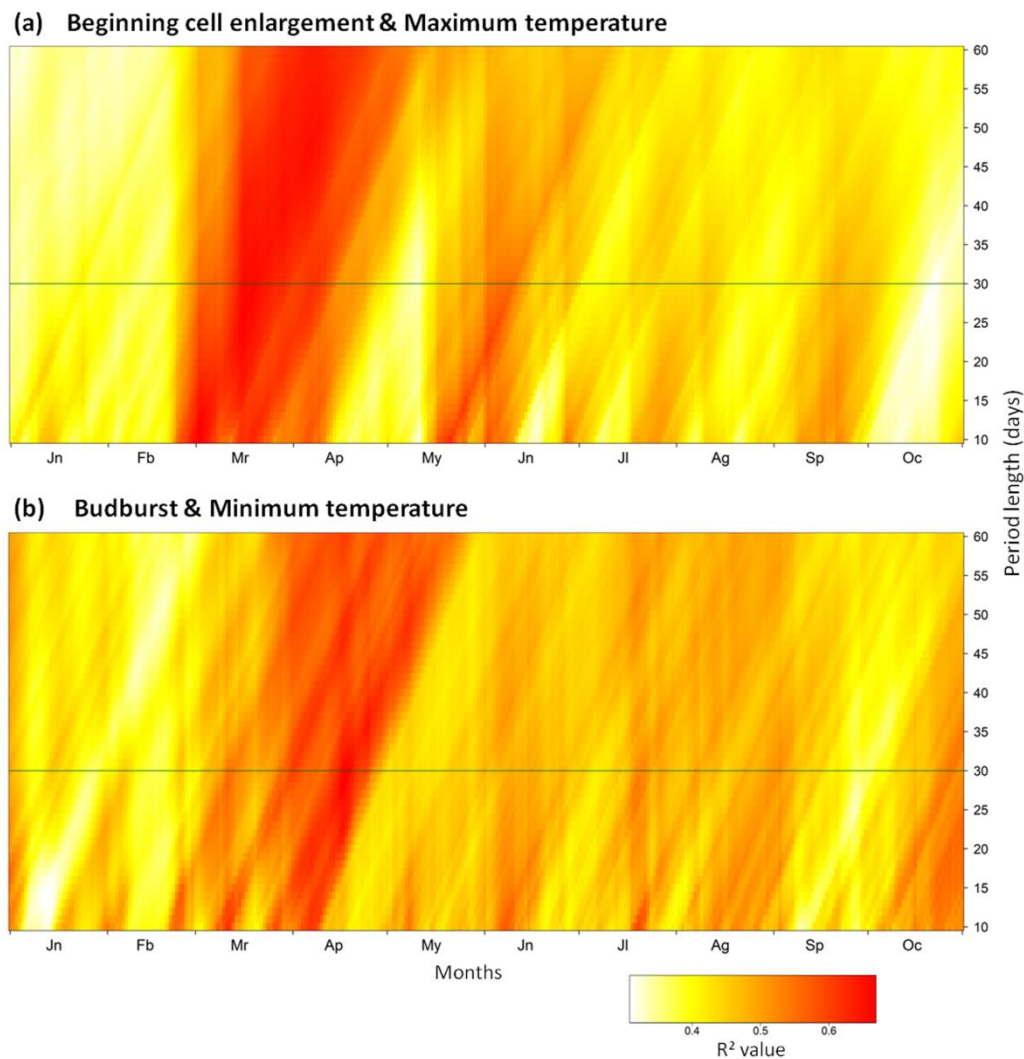 (a) Beginning cell enlargement & Maximum temperature
60
55
50
45
40
35
30
25
20
15
10
Jn Fb Mr Ap My Jn Jl Ag Sp Oc
Period length (days)
(b) Budburst & Minimum temperature
60
55
50
45
40
35
30
25
20
15
10
Jn Fb Mr Ap My Jn Jl Ag Sp Oc
Months
0.4 0.5 0.6
R² value